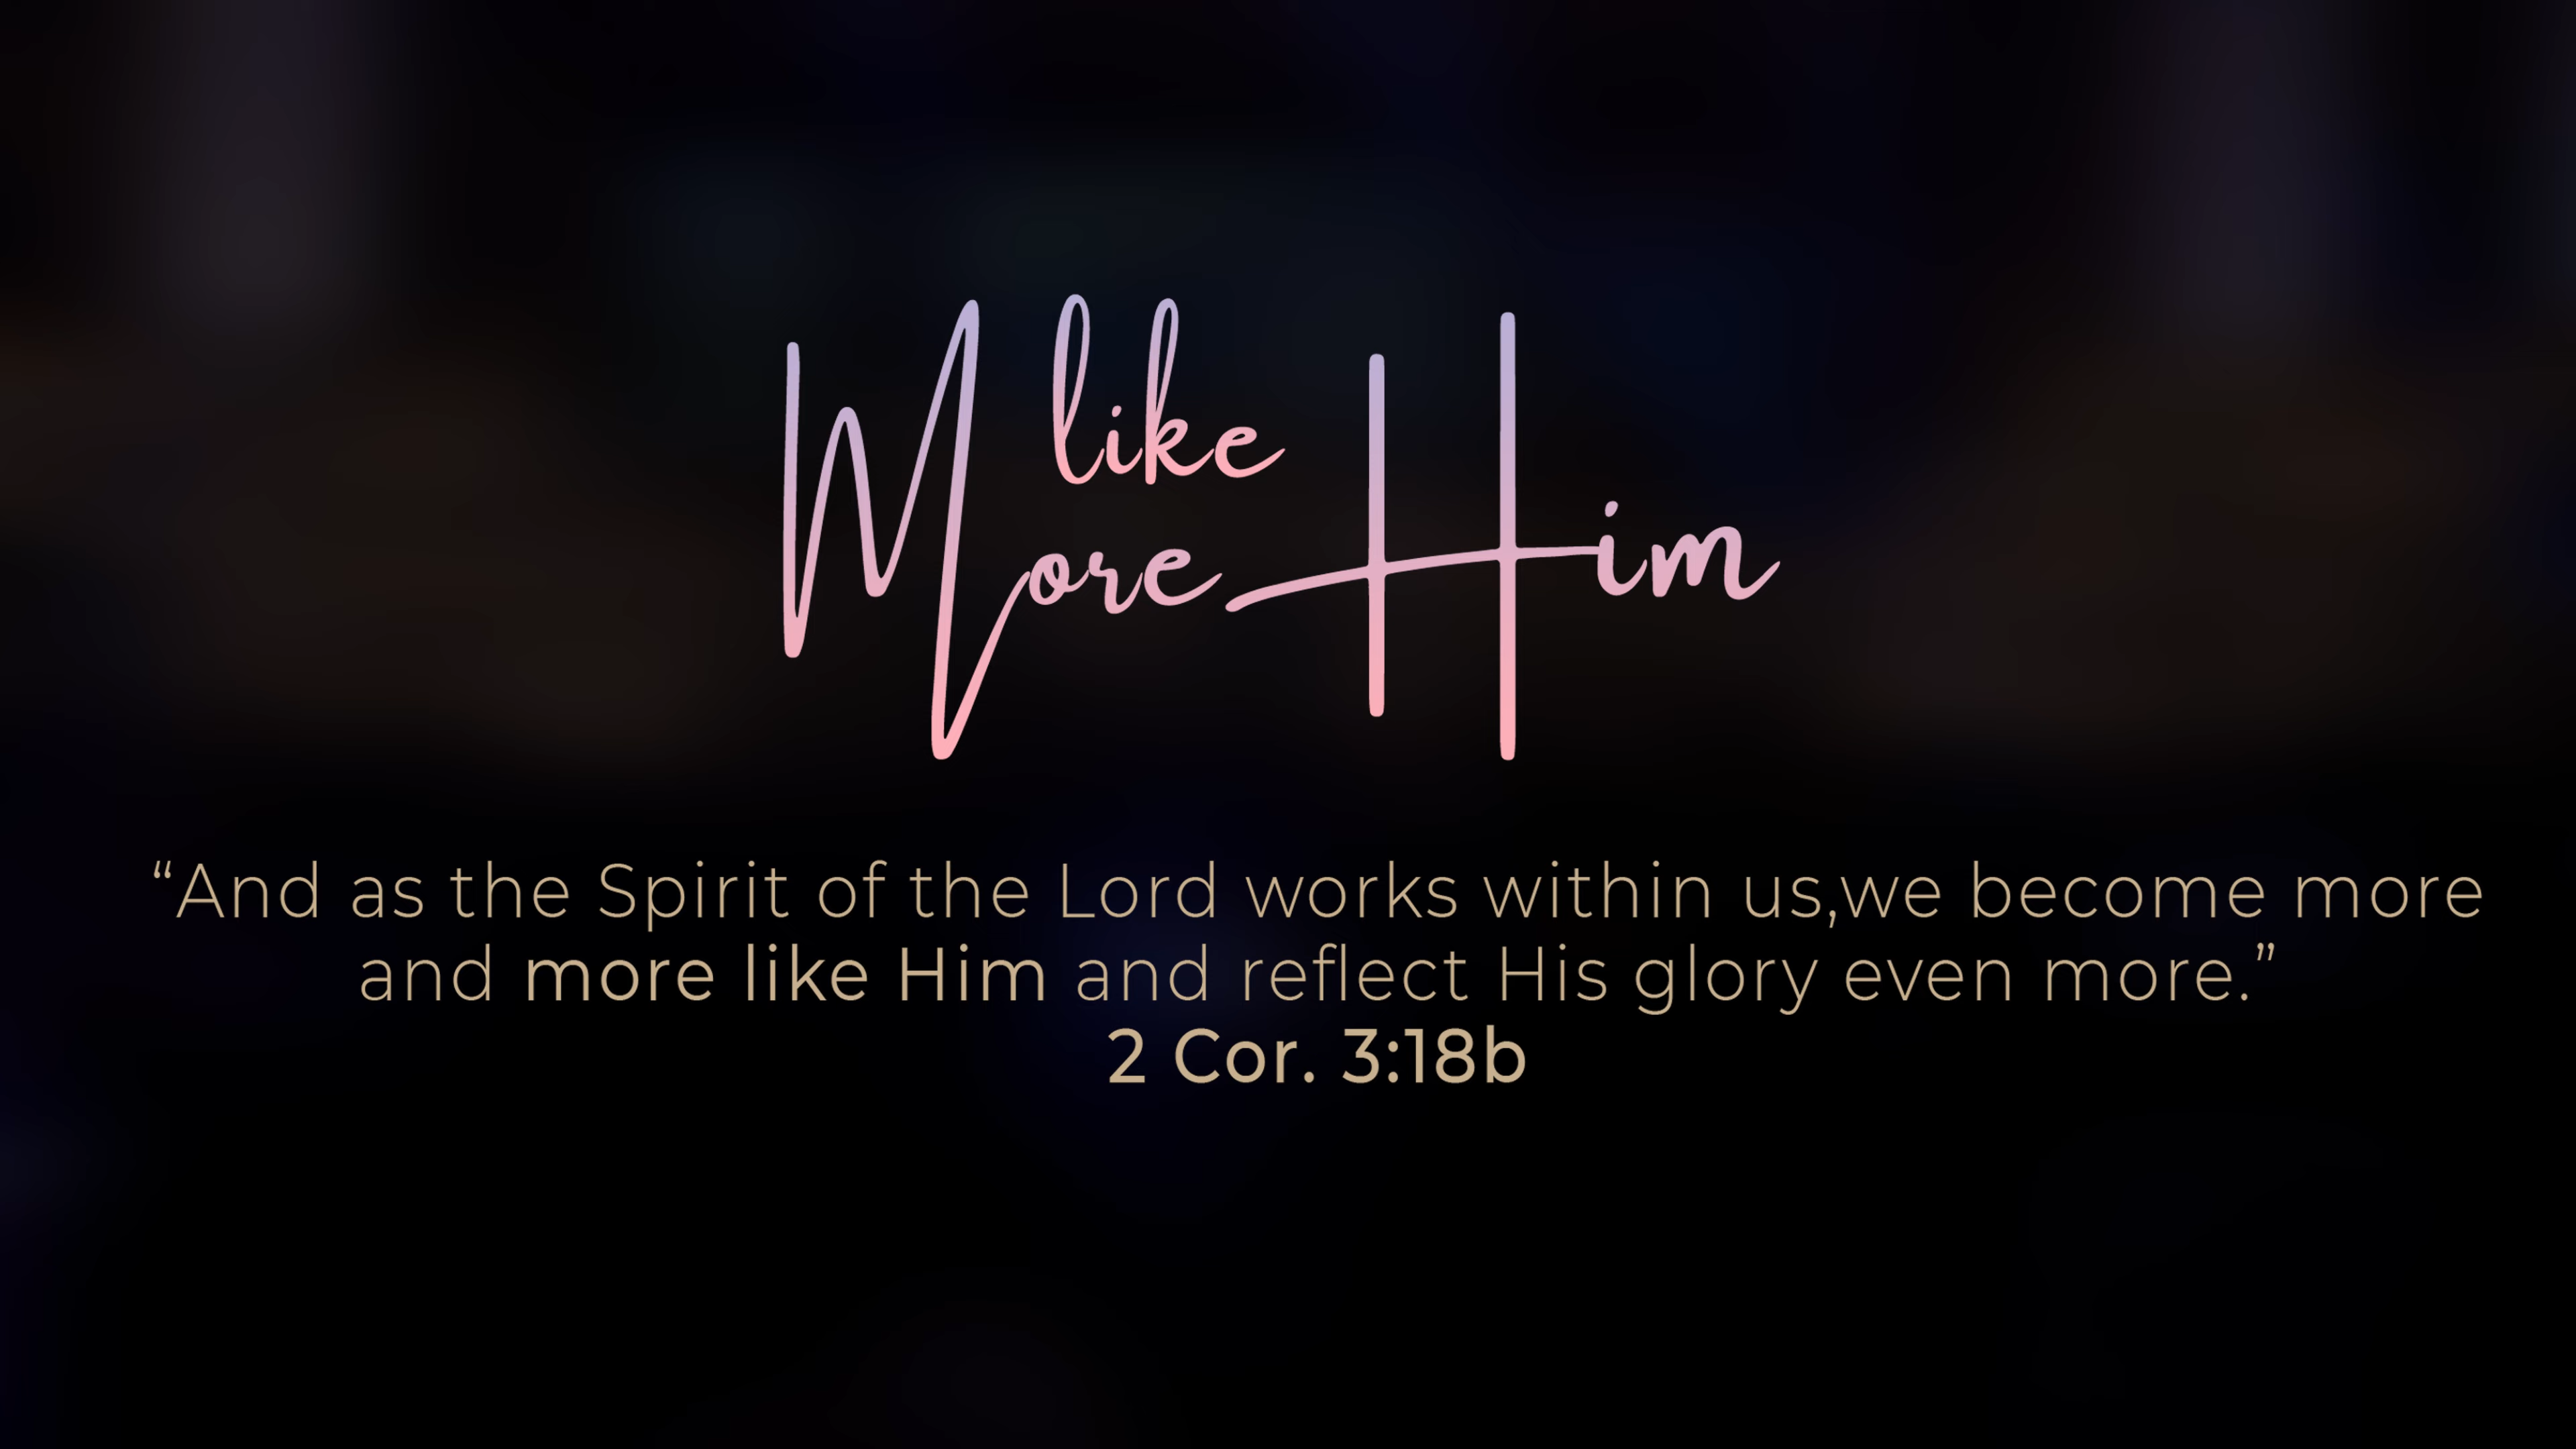 More like Him
“And as the Spirit of the Lord works within us,we become more
and more like Him and reflect His glory even more.”
2 Cor. 3:18b